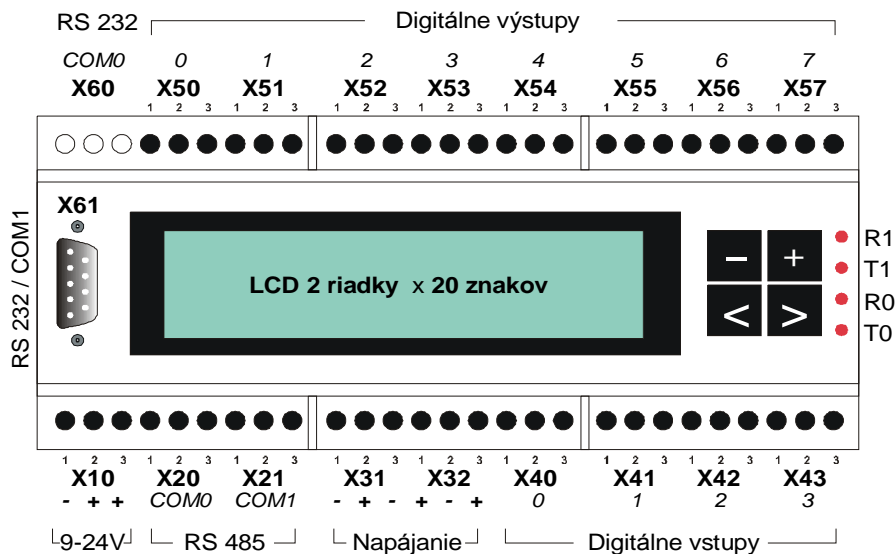 RS 232 Digitálne výstupy
COM0 0 1 2 3 4 5 6 7
X60 X50 X51 X52 X53 X54 X55 X56 X57
1 2 3 1 2 3 1 2 3 1 2 3 1 2 3 1 2 3 1 2 3 1 2 3
X61
RS 232 / COM1
LCD 2 riadky x 20 znakov
- +
< >
R1
T1
R0
T0
1 2 3 1 2 3 1 2 3 1 2 3 1 2 3 1 2 3 1 2 3 1 2 3 1 2 3
X10 X20 X21 X31 X32 X40 X41 X42 X43
- + + COM0 COM1 - + - + - + 0 1 2 3
9-24V RS 485 Napájanie Digitálne vstupy